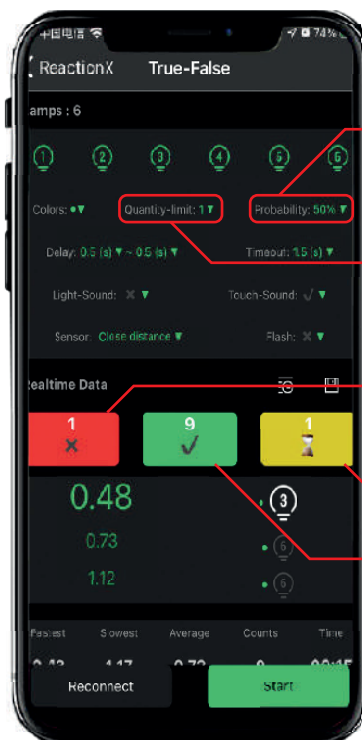 中国电信 74%
ReactionX True-False
amps : 6
1 2 3 4 5 6
Colors: Quantity-limit: 1 Probability: 50%
Delay: 0.5 (s) ~ 0.5 (s) Timeout: 1.5 (s)
Light-Sound: Touch-Sound:
Sensor: Close distance Flash:
Realtime Data
1 9 1
0.48 3
0.73 6
1.12 6
Fastest Slowest Average Counts Time
Reconnect Start